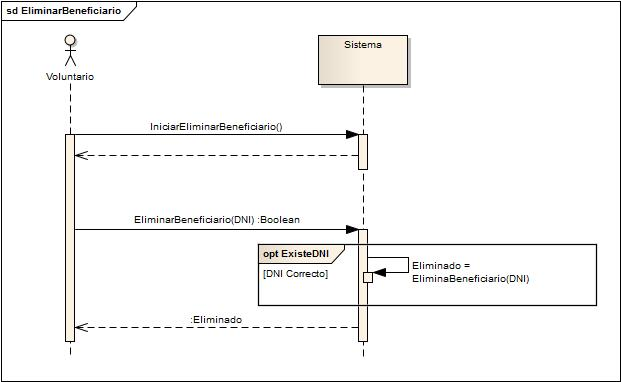 sd EliminarBeneficiario
Voluntario
Sistema
IniciarEliminarBeneficiario()
EliminarBeneficiario(DNI) :Boolean
opt ExisteDNI
[DNI Correcto]
Eliminado =
EliminaBeneficiario(DNI)
:Eliminado